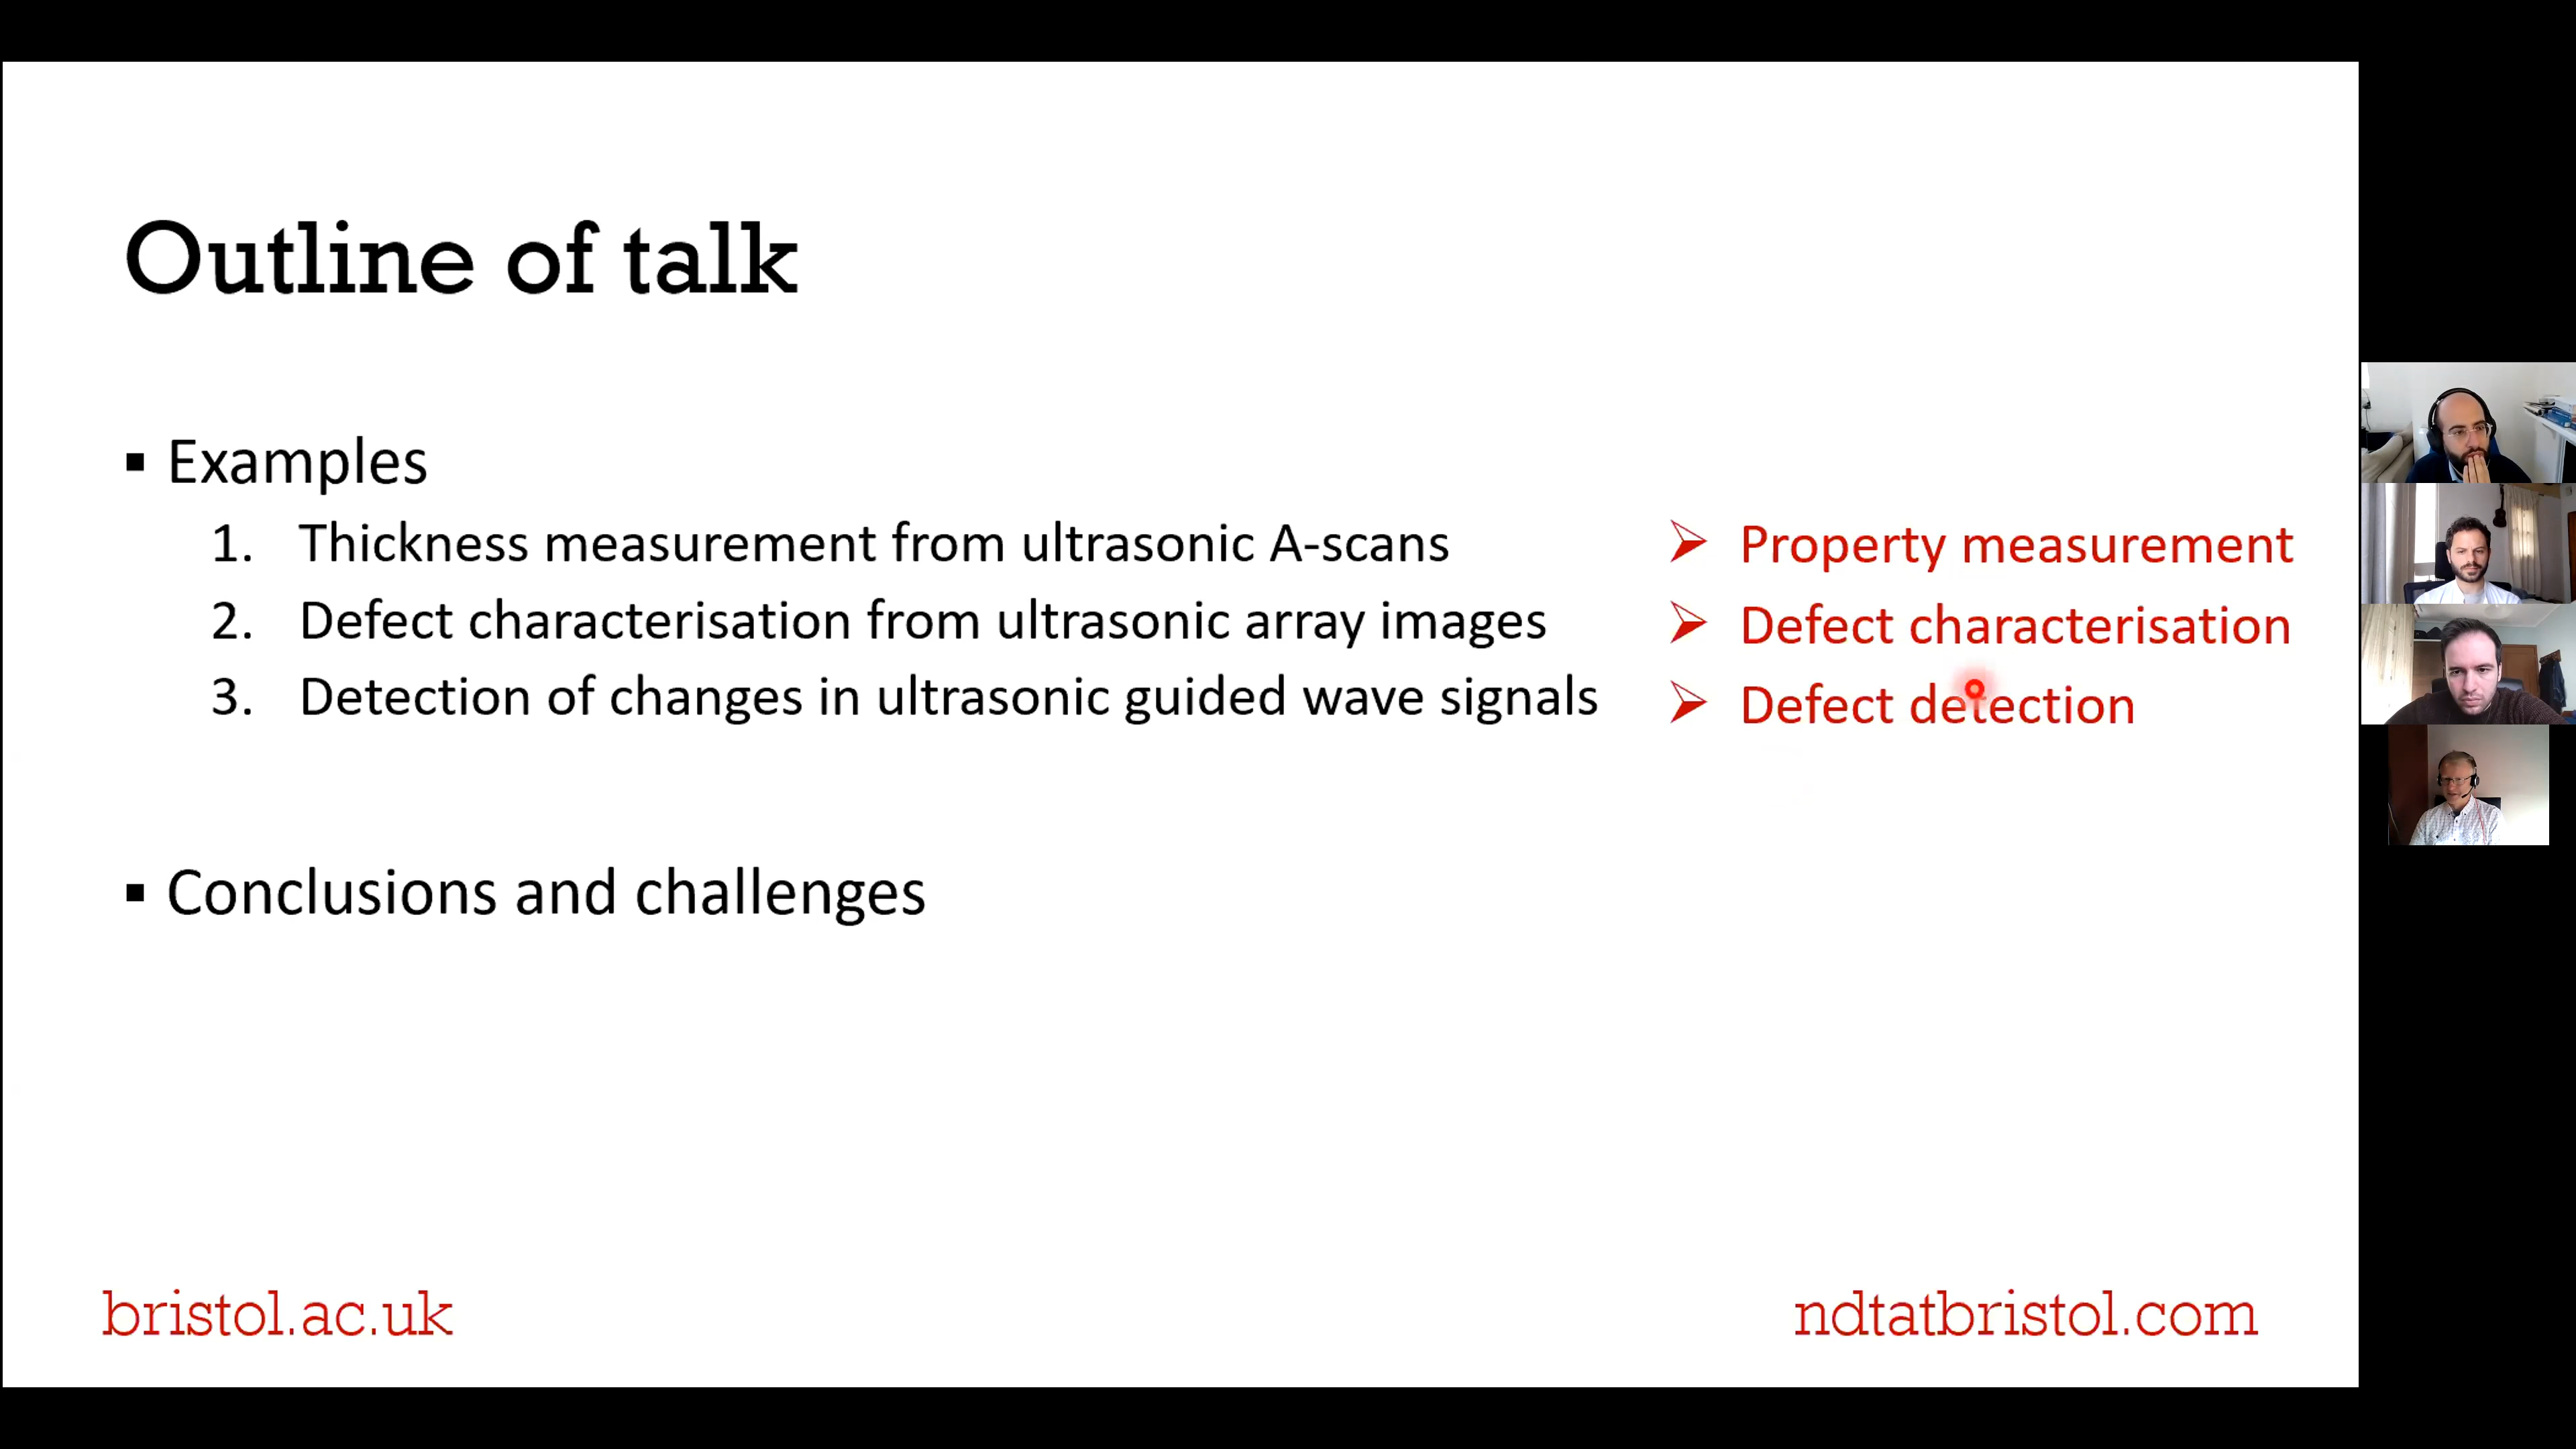 Outline of talk
▪ Examples
1. Thickness measurement from ultrasonic A-scans
➢ Property measurement
2. Defect characterisation from ultrasonic array images
➢ Defect characterisation
3. Detection of changes in ultrasonic guided wave signals
➢ Defect detection
▪ Conclusions and challenges
bristol.ac.uk
ndtatbristol.com